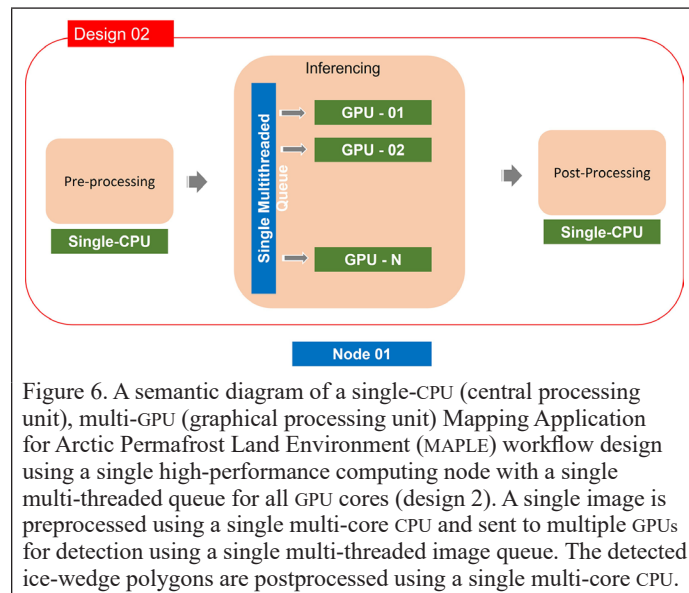 Design 02
Inferencing
GPU - 01
GPU - 02
GPU - N
Single Multithreaded
Queue
Pre-processing
Single-CPU
Post-Processing
Single-CPU
Node 01
Figure 6. A semantic diagram of a single-CPU (central processing
unit), multi-GPU (graphical processing unit) Mapping Application
for Arctic Permafrost Land Environment (MAPLE) workflow design
using a single high-performance computing node with a single
multi-threaded queue for all GPU cores (design 2). A single image is
preprocessed using a single multi-core CPU and sent to multiple GPUs
for detection using a single multi-threaded image queue. The detected
ice-wedge polygons are postprocessed using a single multi-core CPU.